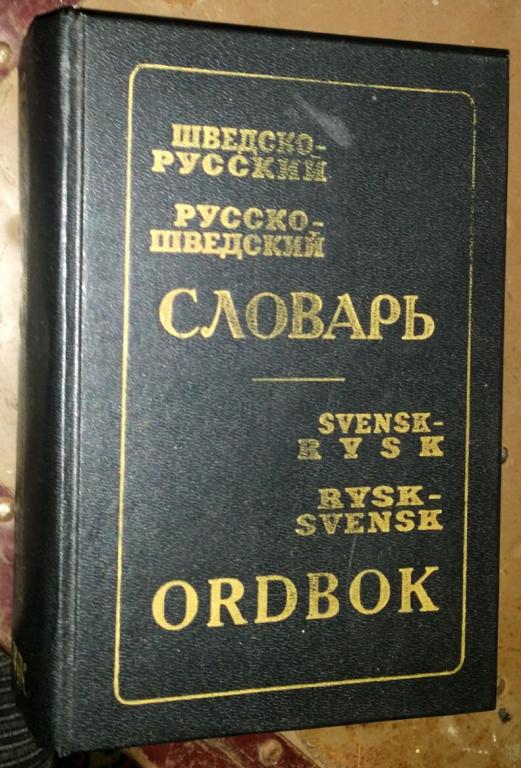 ШВЕДСКО-
РУССКИЙ
РУССКО-
ШВЕДСКИЙ
СЛОВАРЬ
SVENSK-
RYSK
RYSK-
SVENSK
ORDBOK